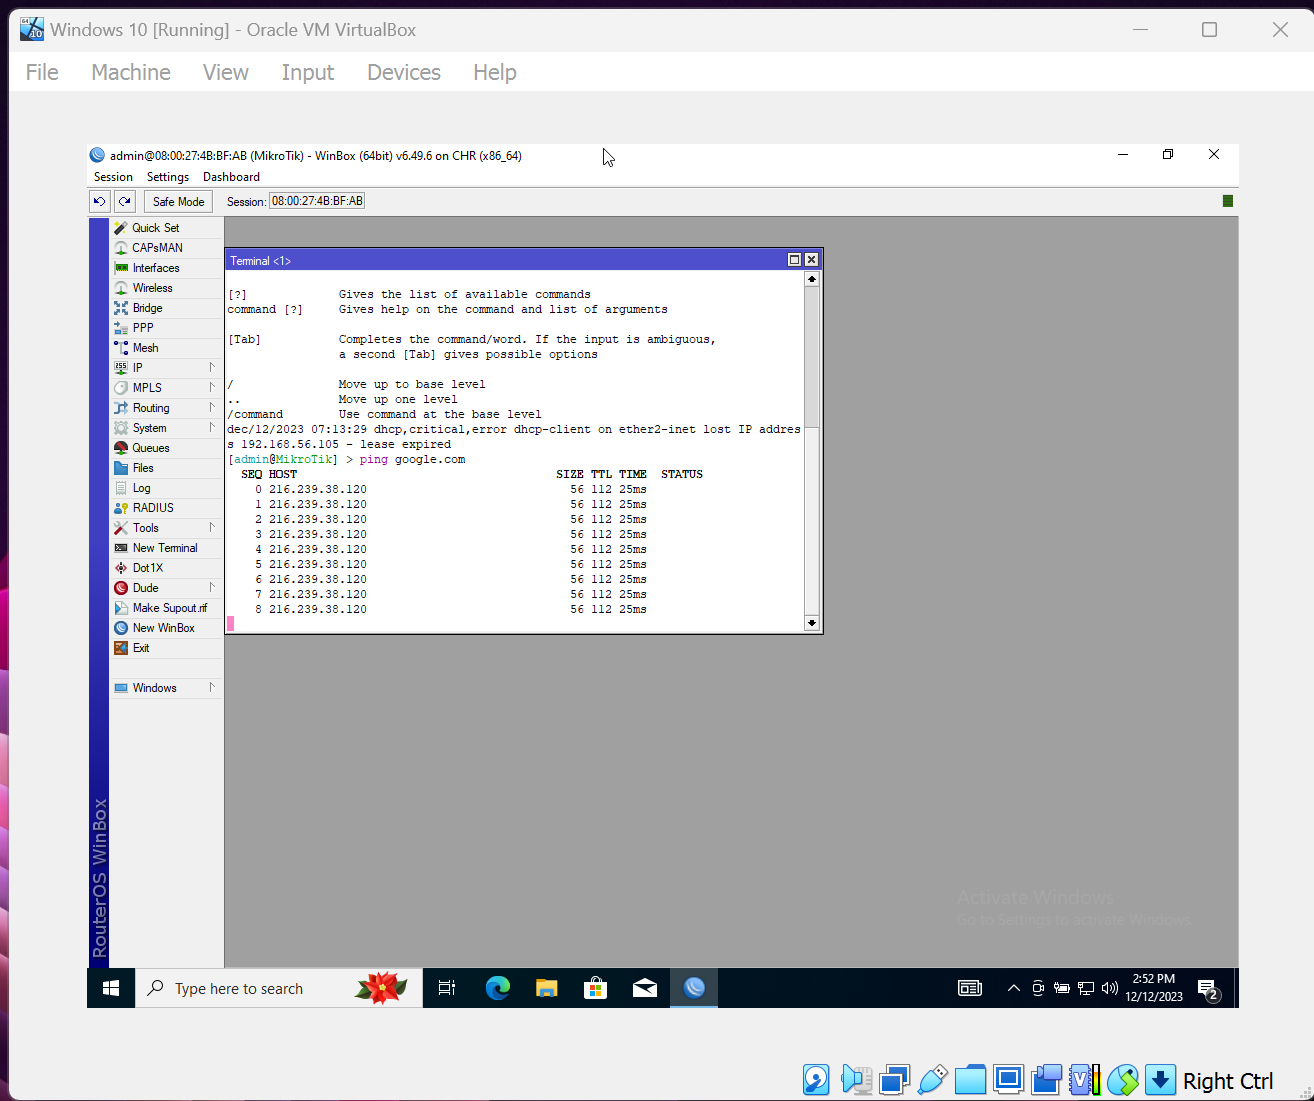 Windows 10 [Running] - Oracle VM VirtualBox
File Machine View Input Devices Help
admin@08:00:27:4B:BF:AB (MikroTik) - WinBox (64bit) v6.49.6 on CHR (x86_64)
Session Settings Dashboard
Safe Mode Session: 08:00:27:4B:BF:AB
Quick Set
CAPsMAN
Interfaces
Wireless
Bridge
PPP
Mesh
IP
MPLS
Routing
System
Queues
Files
Log
RADIUS
Tools
New Terminal
Dot1X
Dude
Make Supout.rif
New WinBox
Exit
Windows
RouterOS WinBox
Terminal <1>
[?] Gives the list of available commands
command [?] Gives help on the command and list of arguments
[Tab] Completes the command/word. If the input is ambiguous,
a second [Tab] gives possible options
/ Move up to base level
.. Move up one level
/command Use command at the base level
dec/12/2023 07:13:29 dhcp,critical,error dhcp-client on ether2-inet lost IP addres
s 192.168.56.105 - lease expired
[admin@MikroTik] > ping google.com
SEQ HOST SIZE TTL TIME STATUS
0 216.239.38.120 56 112 25ms
1 216.239.38.120 56 112 25ms
2 216.239.38.120 56 112 25ms
3 216.239.38.120 56 112 25ms
4 216.239.38.120 56 112 25ms
5 216.239.38.120 56 112 25ms
6 216.239.38.120 56 112 25ms
7 216.239.38.120 56 112 25ms
8 216.239.38.120 56 112 25ms
Activate Windows
Go to Settings to activate Windows.
Type here to search
2:52 PM
12/12/2023
2
Right Ctrl